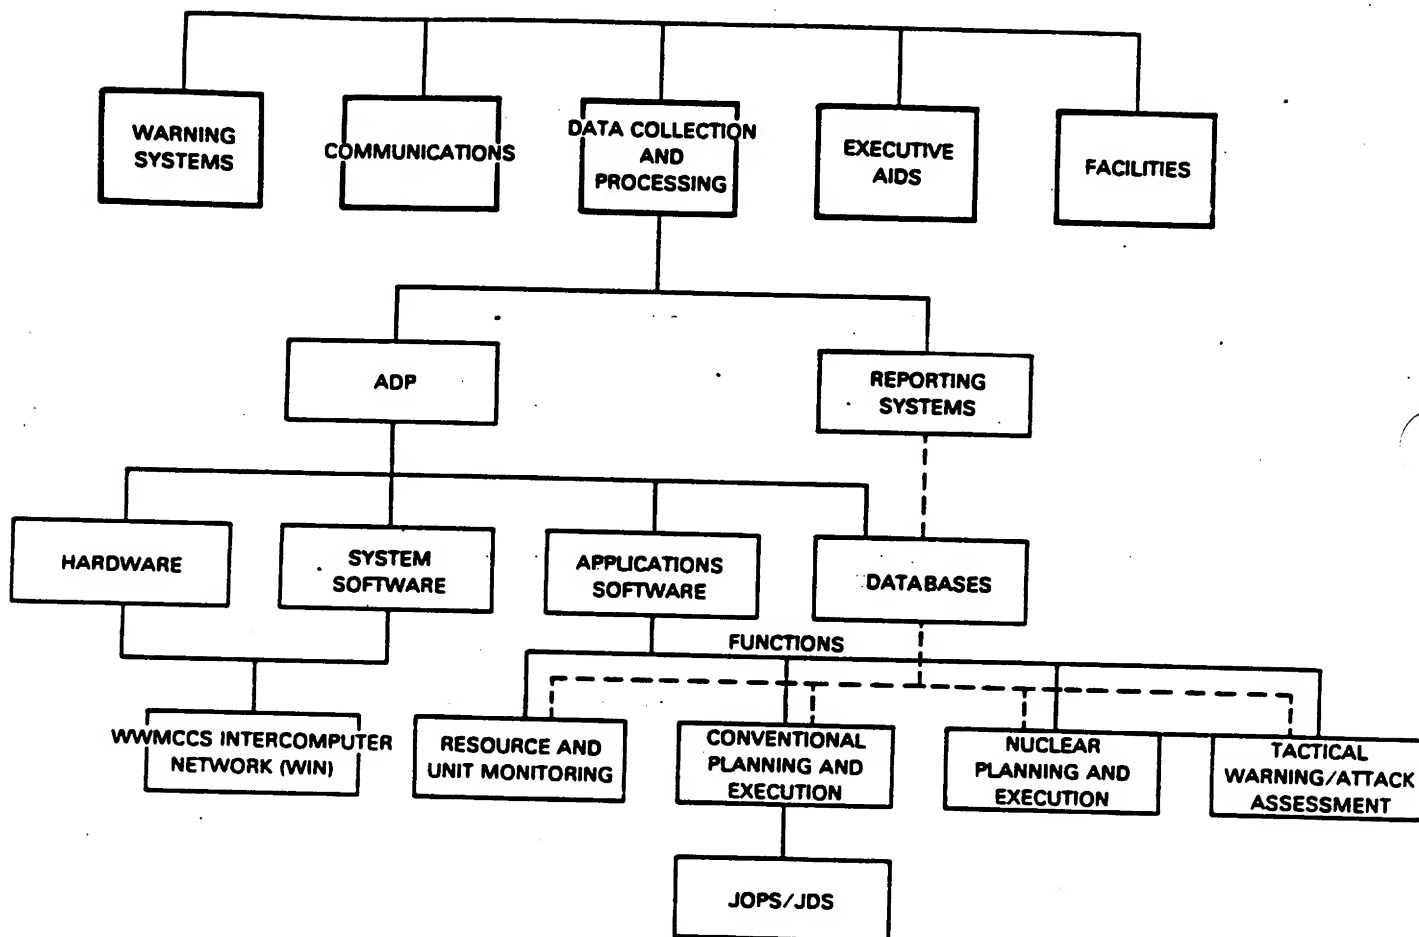 WARNING
SYSTEMS
COMMUNICATIONS
DATA COLLECTION
AND
PROCESSING
EXECUTIVE
AIDS
FACILITIES
ADP
REPORTING
SYSTEMS
HARDWARE
SYSTEM
SOFTWARE
APPLICATIONS
SOFTWARE
DATABASES
FUNCTIONS
WWMCCS INTERCOMPUTER
NETWORK (WIN)
RESOURCE AND
UNIT MONITORING
CONVENTIONAL
PLANNING AND
EXECUTION
NUCLEAR
PLANNING AND
EXECUTION
TACTICAL
WARNING/ATTACK
ASSESSMENT
JOPS/JDS